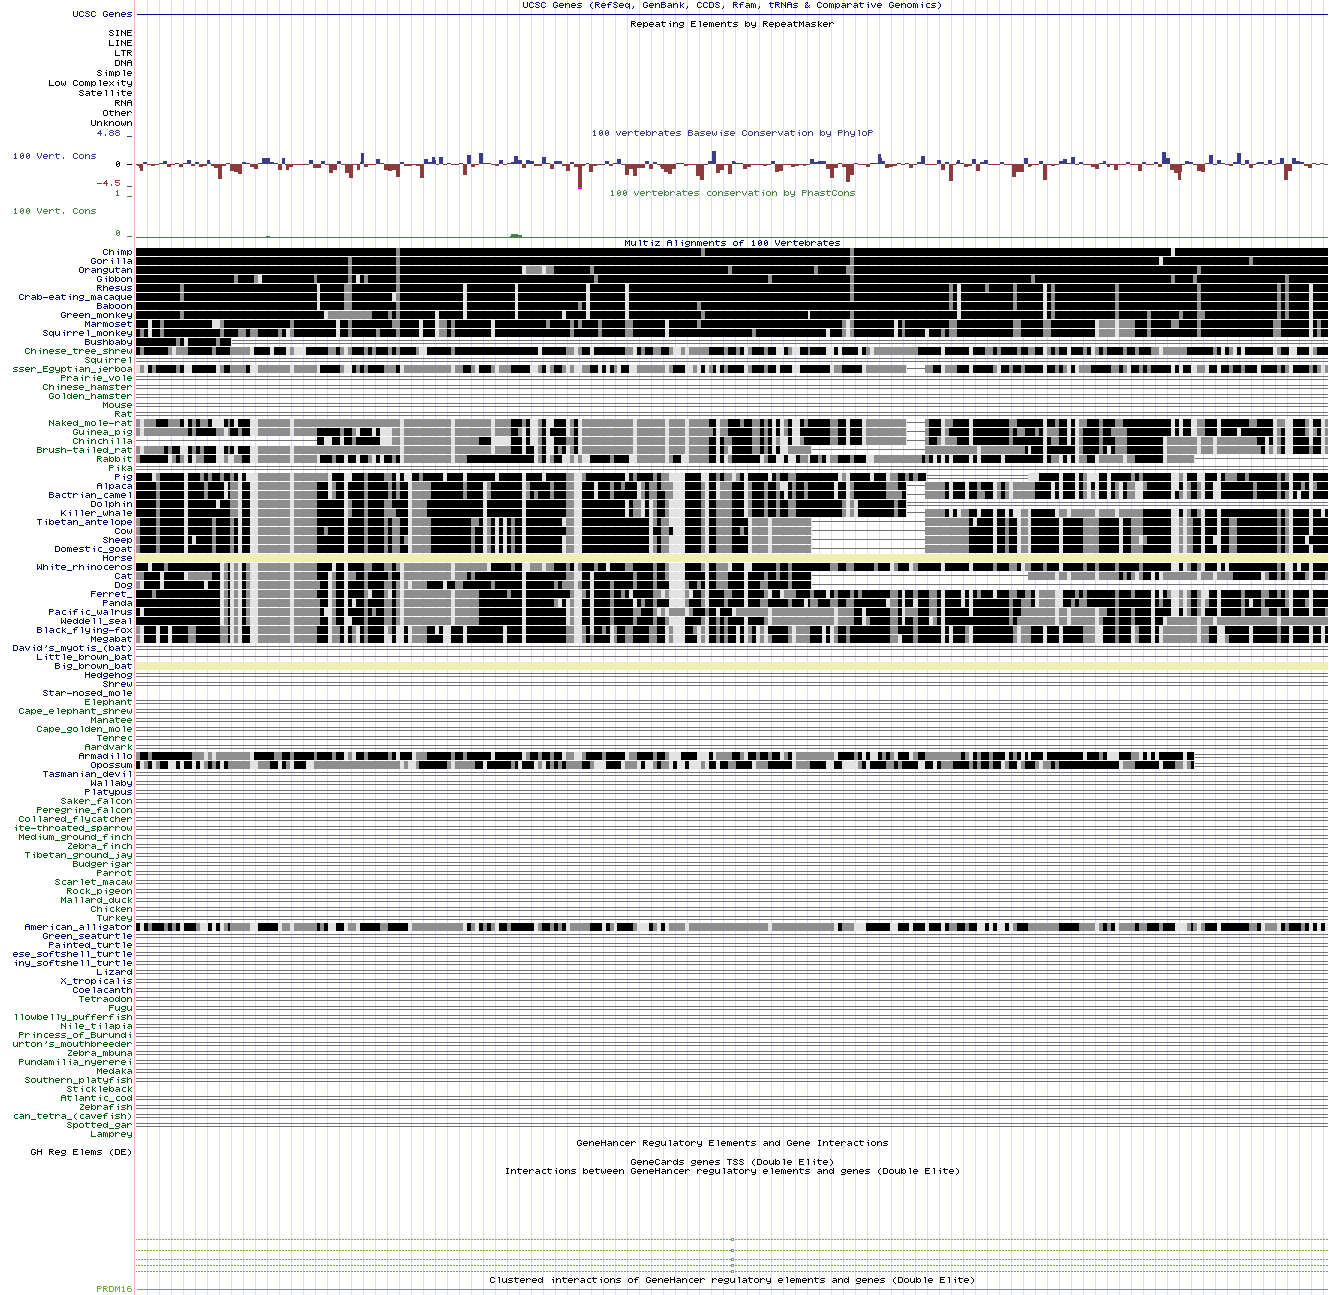 UCSC Genes (RefSeq, GenBank, CCDS, Rfam, tRNAs & Comparative Genomics)
UCSC Genes
Repeating Elements by RepeatMasker
SINE
LINE
LTR
DNA
Simple
Low Complexity
Satellite
RNA
Other
Unknown
4.88 _
100 vertebrates Basewise Conservation by PhyloP
100 Vert. Cons
0 -
-4.5 _
100 vertebrates conservation by PhastCons
1 _
100 Vert. Cons
0 _
Multiz Alignments of 100 Vertebrates
Chimp
Gorilla
Orangutan
Gibbon
Rhesus
Crab-eating_macaque
Baboon
Green_monkey
Marmoset
Squirrel_monkey
Bushbaby
Chinese_tree_shrew
Squirrel
sser_Egyptian_jerboa
Prairie_vole
Chinese_hamster
Golden_hamster
Mouse
Rat
Naked_mole-rat
Guinea_pig
Chinchilla
Brush-tailed_rat
Rabbit
Pika
Pig
Alpaca
Bactrian_camel
Dolphin
Killer_whale
Tibetan_antelope
Cow
Sheep
Domestic_goat
Horse
White_rhinoceros
Cat
Dog
Ferret_
Panda
Pacific_walrus
Weddell_seal
Black_flying-fox
Megabat
David's_myotis_(bat)
Little_brown_bat
Big_brown_bat
Hedgehog
Shrew
Star-nosed_mole
Elephant
Cape_elephant_shrew
Manatee
Cape_golden_mole
Tenrec
Aardvark
Armadillo
Opossum
Tasmanian_devil
Wallaby
Platypus
Saker_falcon
Peregrine_falcon
Collared_flycatcher
ite-throated_sparrow
Medium_ground_finch
Zebra_finch
Tibetan_ground_jay
Budgerigar
Parrot
Scarlet_macaw
Rock_pigeon
Mallard_duck
Chicken
Turkey
American_alligator
Green_seaturtle
Painted_turtle
ese_softshell_turtle
iny_softshell_turtle
Lizard
X_tropicalis
Coelacanth
Tetraodon
Fugu
llowbelly_pufferfish
Nile_tilapia
Princess_of_Burundi
urton's_mouthbreeder
Zebra_mbuna
Pundamilia_nyererei
Medaka
Southern_platyfish
Stickleback
Atlantic_cod
Zebrafish
can_tetra_(cavefish)
Spotted_gar
Lamprey
GeneHancer Regulatory Elements and Gene Interactions
GH Reg Elems (DE)
GeneCards genes TSS (Double Elite)
Interactions between GeneHancer regulatory elements and genes (Double Elite)
Clustered interactions of GeneHancer regulatory elements and genes (Double Elite)
PRDM16